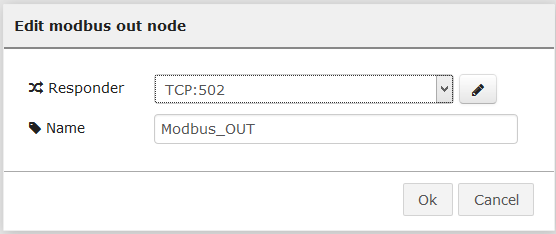 Edit modbus out node
Responder TCP:502
Name Modbus_OUT
Ok Cancel